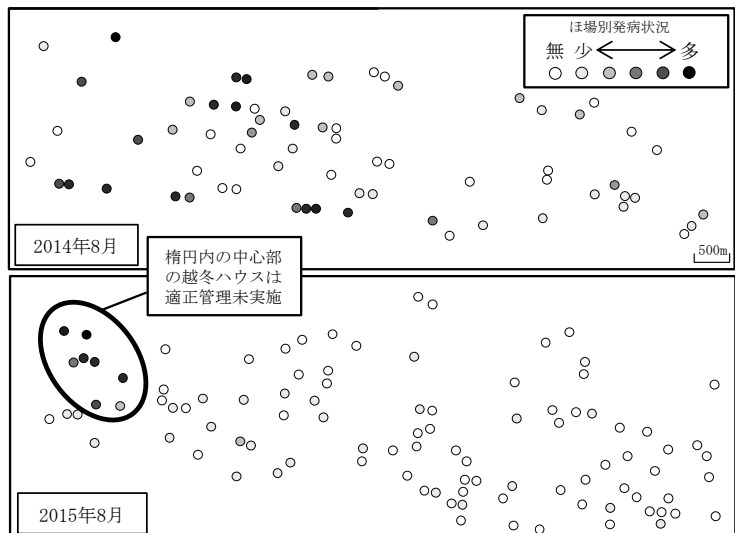 ほ場別発病状況
無 少 多
500m
2014年8月
楕円内の中心部
の越冬ハウスは
適正管理未実施
2015年8月